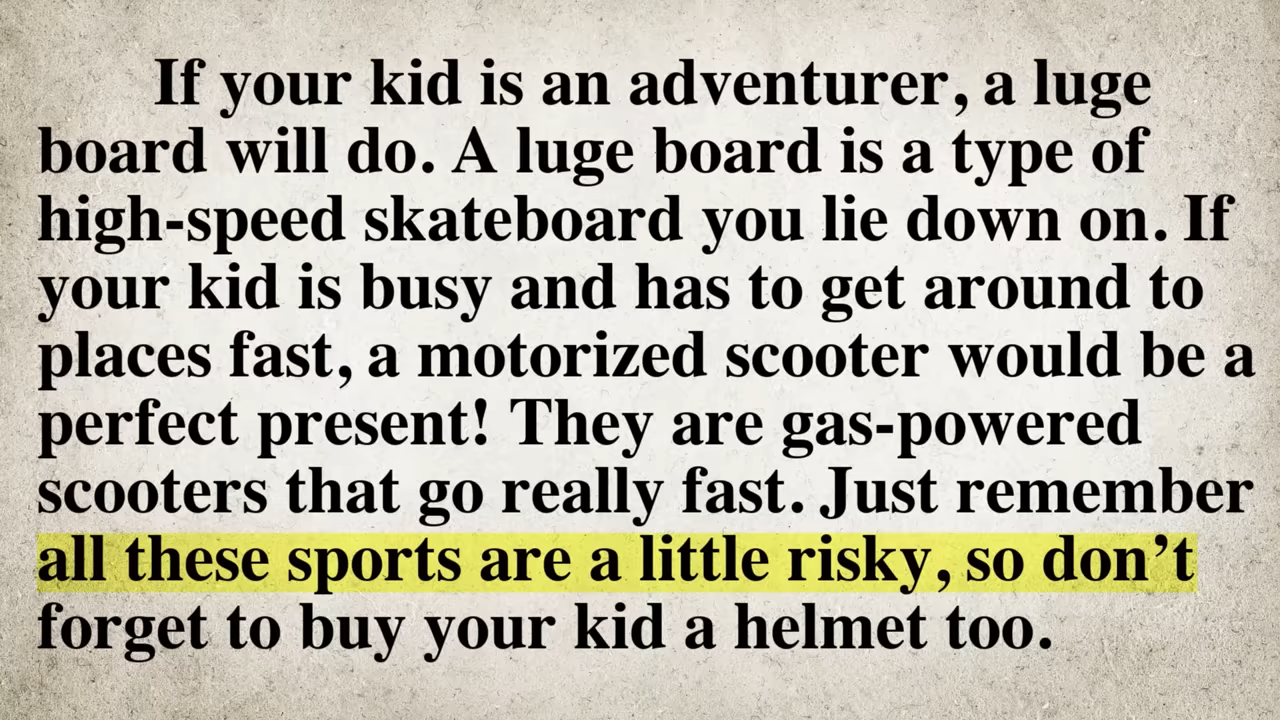 If your kid is an adventurer, a luge
board will do. A luge board is a type of
high-speed skateboard you lie down on. If
your kid is busy and has to get around to
places fast, a motorized scooter would be a
perfect present! They are gas-powered
scooters that go really fast. Just remember
all these sports are a little risky, so don’t
forget to buy your kid a helmet too.